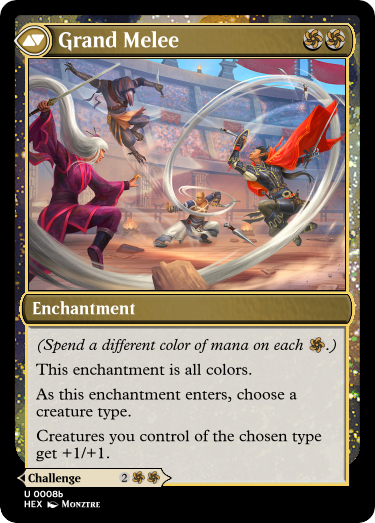 Grand Melee
Enchantment
(Spend a different color of mana on each .)
This enchantment is all colors.
As this enchantment enters, choose a
creature type.
Creatures you control of the chosen type
get +1/+1.
Challenge 2
U 0008b
HEX Monztre